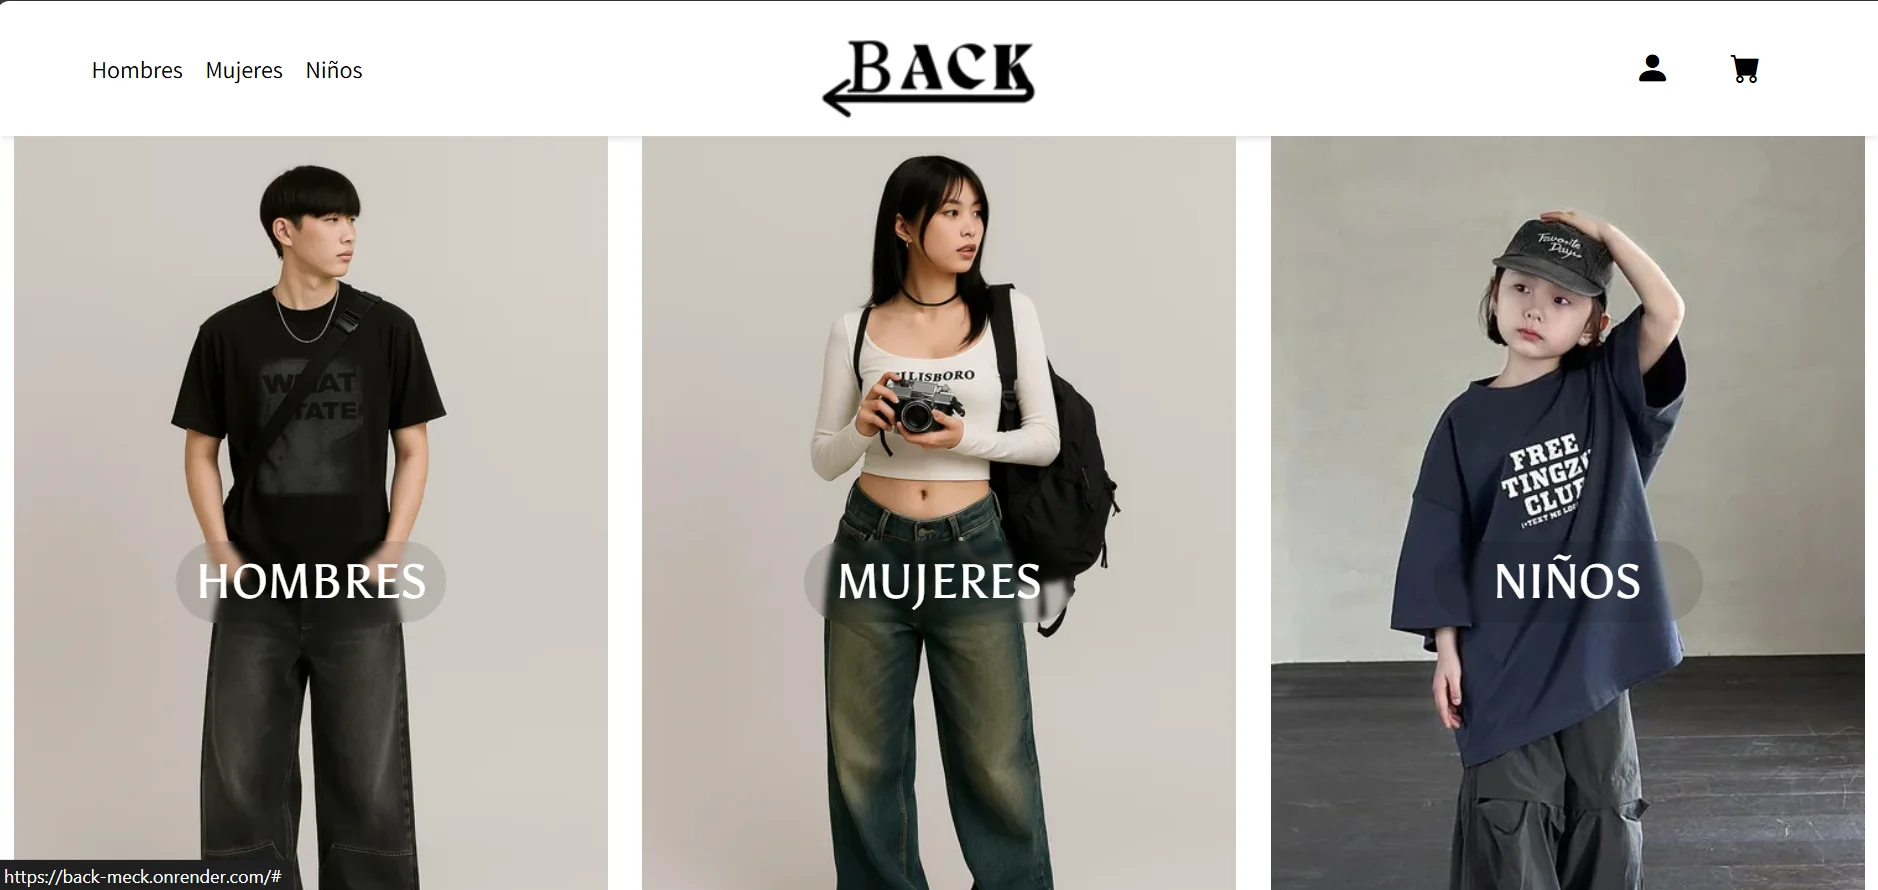 Hombres Mujeres Niños
BACK
WHAT
TATE
ILLISBORO
Favorite
Days
FREE
TINGZ
CLUB
HOMBRES
MUJERES
NIÑOS
https://back-meck.onrender.com/#